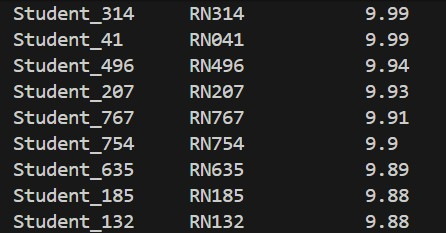 Student_314 RN314 9.99
Student_41 RN041 9.99
Student_496 RN496 9.94
Student_207 RN207 9.93
Student_767 RN767 9.91
Student_754 RN754 9.9
Student_635 RN635 9.89
Student_185 RN185 9.88
Student_132 RN132 9.88